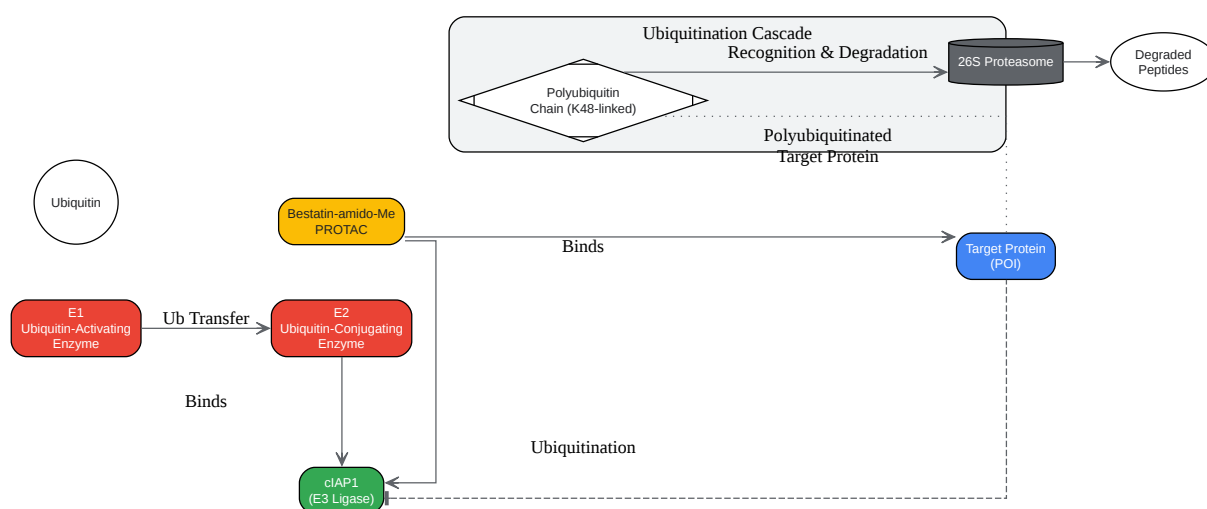 Ubiquitination Cascade
Recognition & Degradation
26S Proteasome
Degraded
Peptides
Polyubiquitin
Chain (K48-linked)
Polyubiquitinated
Target Protein
Ubiquitin
Bestatin-amido-Me
PROTAC
Binds
Target Protein
(POI)
E1
Ubiquitin-Activating
Enzyme
Ub Transfer
E2
Ubiquitin-Conjugating
Enzyme
Binds
Ubiquitination
cIAP1
(E3 Ligase)